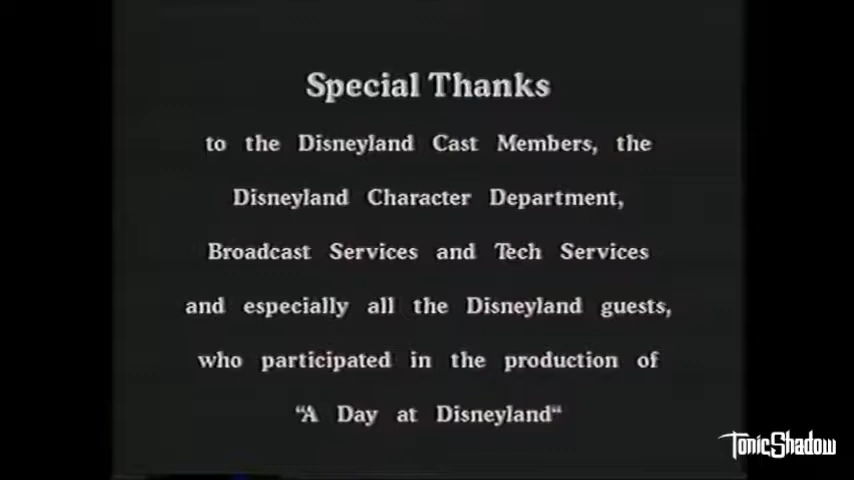 Special Thanks
to the Disneyland Cast Members, the
Disneyland Character Department,
Broadcast Services and Tech Services
and especially all the Disneyland guests,
who participated in the production of
“A Day at Disneyland“
TonicShadow